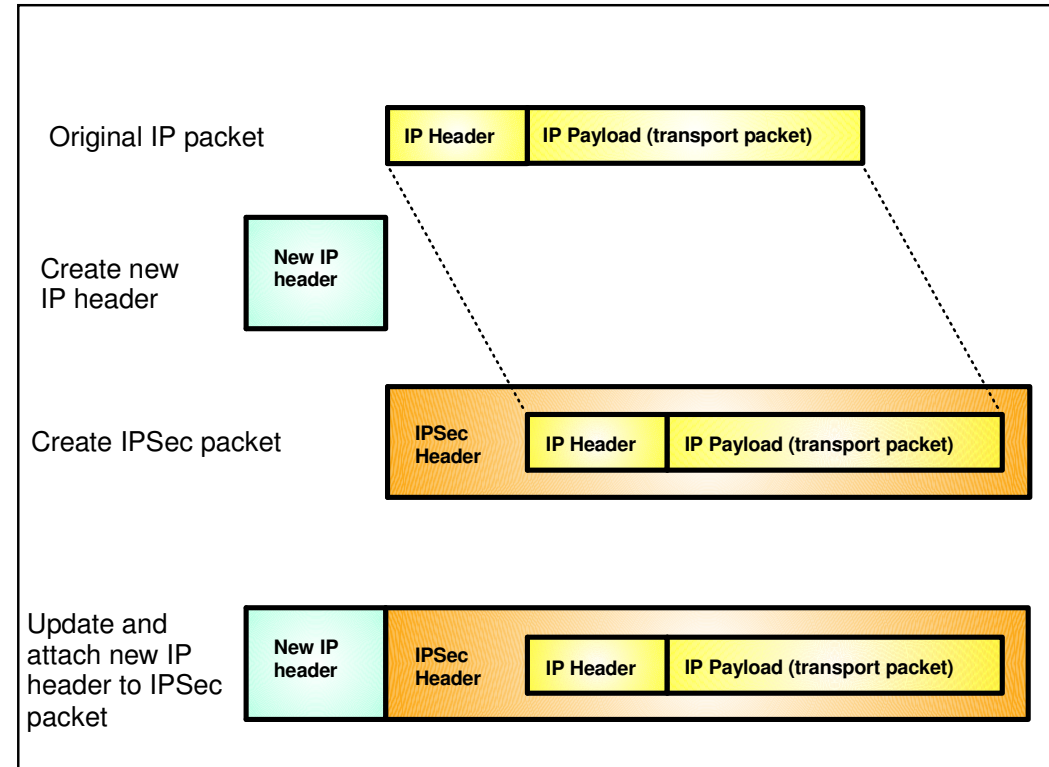 Original IP packet
IP Header
IP Payload (transport packet)
Create new
IP header
New IP
header
Create IPSec packet
IPSec
Header
IP Header
IP Payload (transport packet)
Update and
attach new IP
header to IPSec
packet
New IP
header
IPSec
Header
IP Header
IP Payload (transport packet)